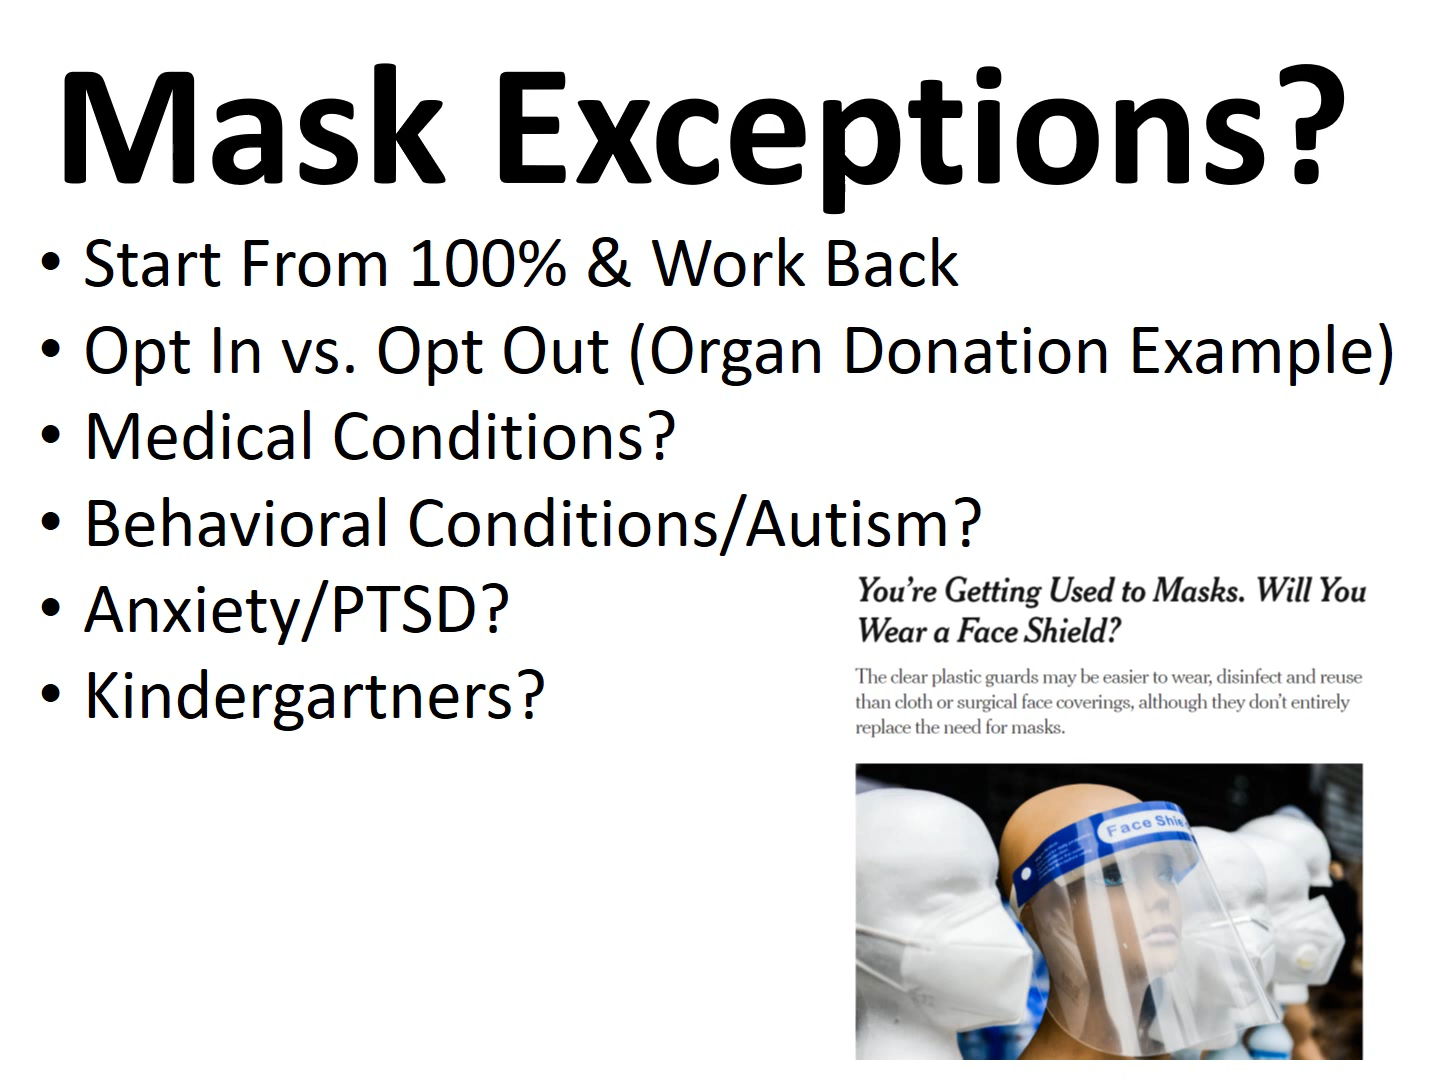 Mask Exceptions?
• Start From 100% & Work Back
• Opt In vs. Opt Out (Organ Donation Example)
• Medical Conditions?
• Behavioral Conditions/Autism?
• Anxiety/PTSD?
• Kindergartners?
You're Getting Used to Masks. Will You
Wear a Face Shield?
The clear plastic guards may be easier to wear, disinfect and reuse
than cloth or surgical face coverings, although they don't entirely
replace the need for masks.
Face Shie